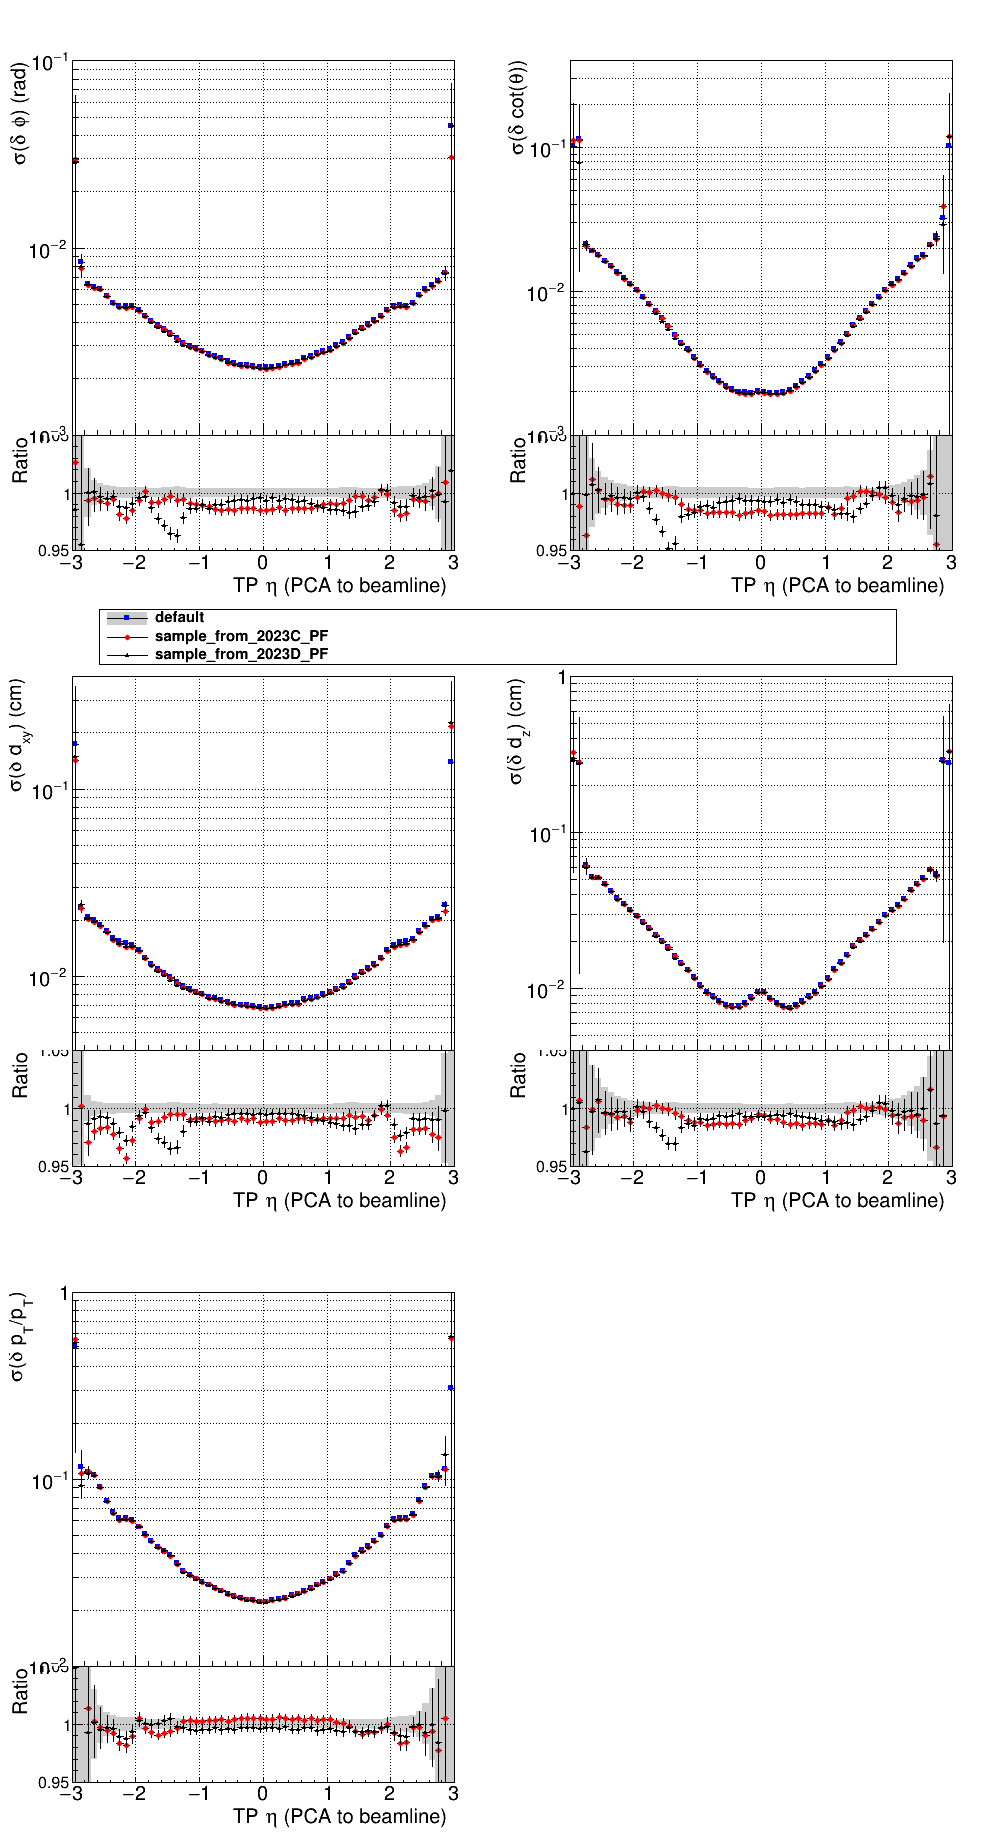 σ(δ φ) (rad)
10⁻¹
10⁻²
10⁻³
Ratio
1
0.95
−3 −2 −1 0 1 2 3
TP η (PCA to beamline)
σ(δ cot(θ))
10⁻¹
10⁻²
10⁻³
Ratio
1
0.95
−3 −2 −1 0 1 2 3
TP η (PCA to beamline)
default
sample_from_2023C_PF
sample_from_2023D_PF
σ(δ d_xy) (cm)
10⁻¹
10⁻²
1.05
Ratio
1
0.95
−3 −2 −1 0 1 2 3
TP η (PCA to beamline)
σ(δ d_z) (cm)
1
10⁻¹
10⁻²
1.05
Ratio
1
0.95
−3 −2 −1 0 1 2 3
TP η (PCA to beamline)
σ(δ p_T/p_T)
1
10⁻¹
10⁻²
Ratio
1
0.95
−3 −2 −1 0 1 2 3
TP η (PCA to beamline)